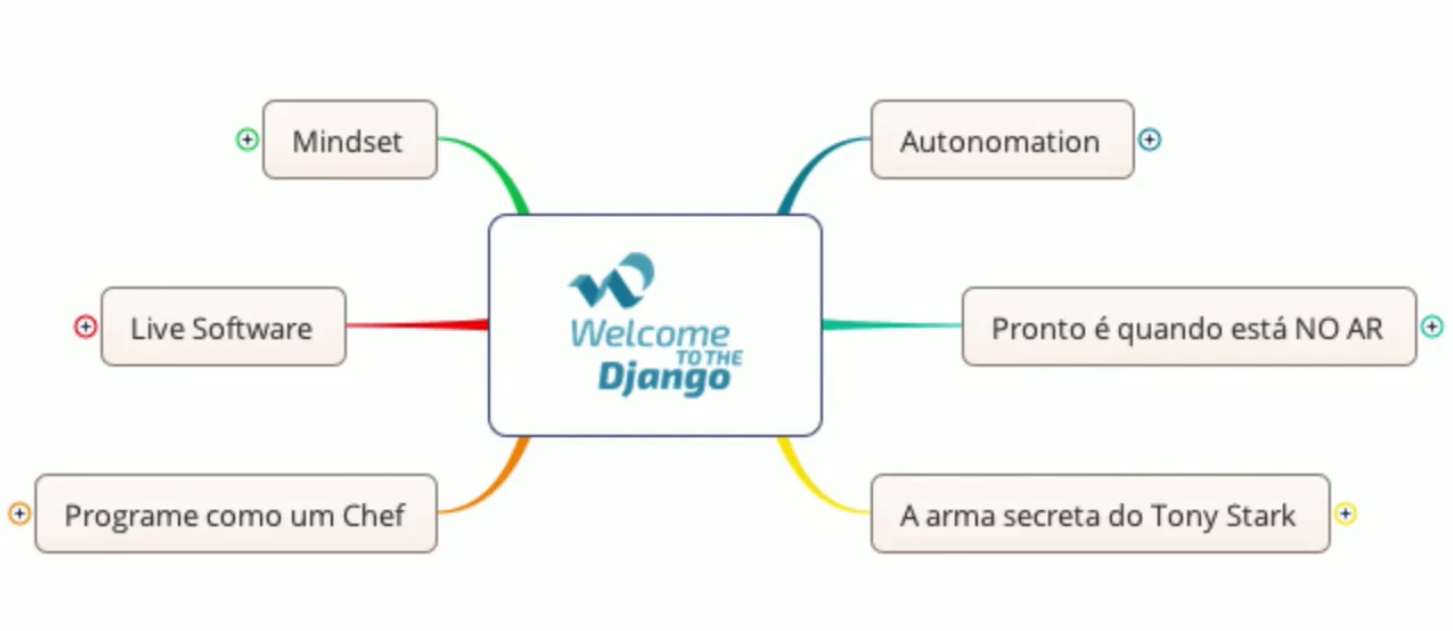 Mindset
Autonomation
Live Software
Welcome
TO THE
Django
Pronto é quando está NO AR
Programe como um Chef
A arma secreta do Tony Stark